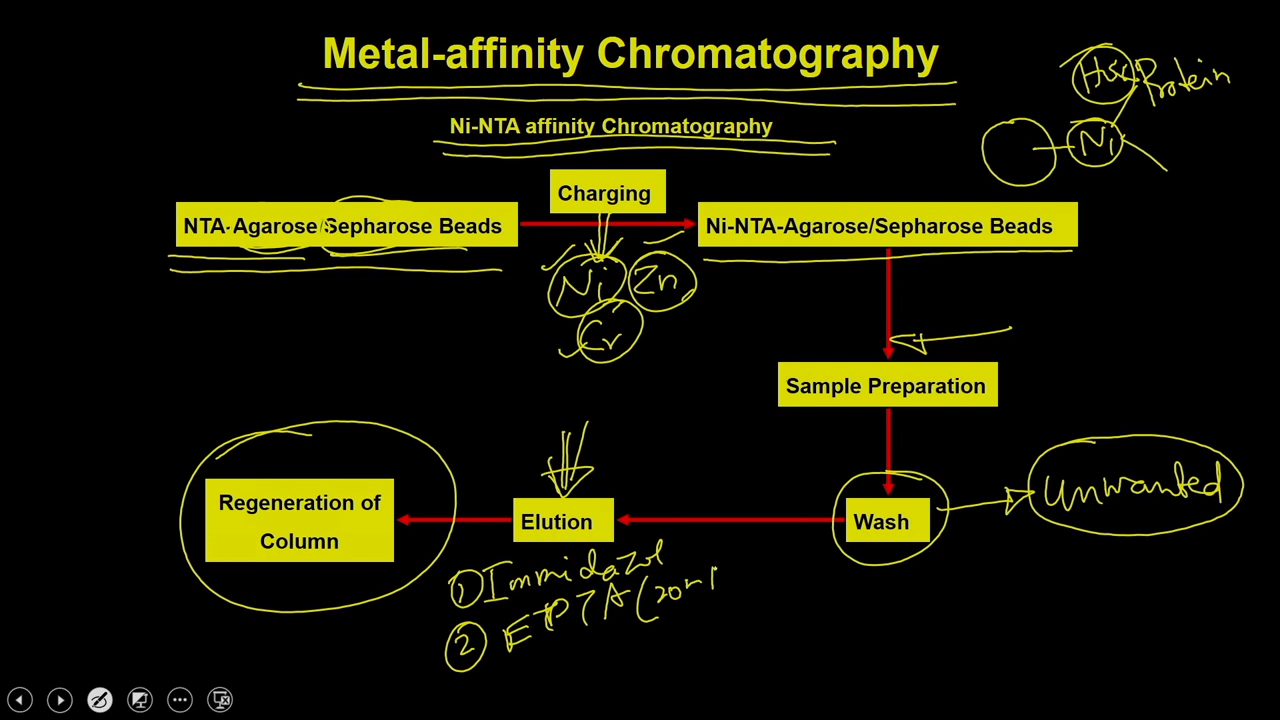 Metal-affinity Chromatography
Ni-NTA affinity Chromatography
His Protein
Ni
Charging
NTA-Agarose/Sepharose Beads
Ni-NTA-Agarose/Sepharose Beads
Ni Zn
Cr
Sample Preparation
Regeneration of
Column
Elution
Wash
unwanted
1) Immidazol
2 EDTA (20m